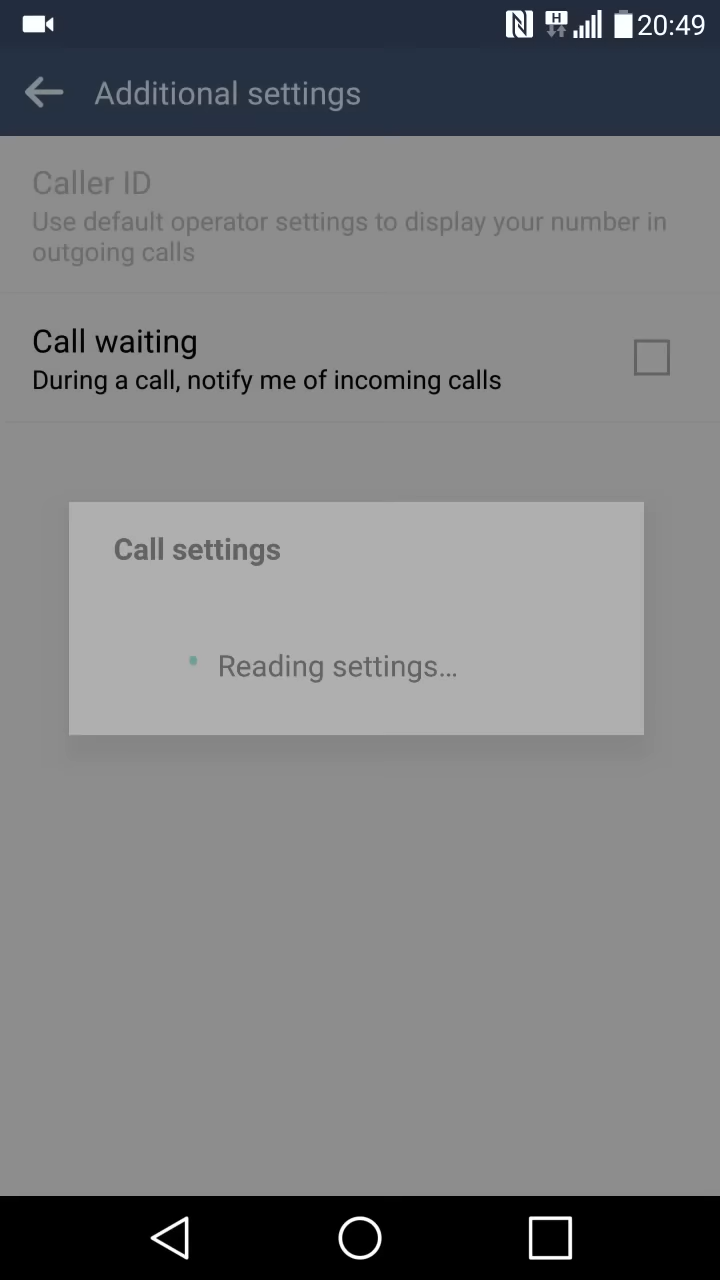 H
20:49
Additional settings
Caller ID
Use default operator settings to display your number in
outgoing calls
Call waiting
During a call, notify me of incoming calls
Call settings
Reading settings...